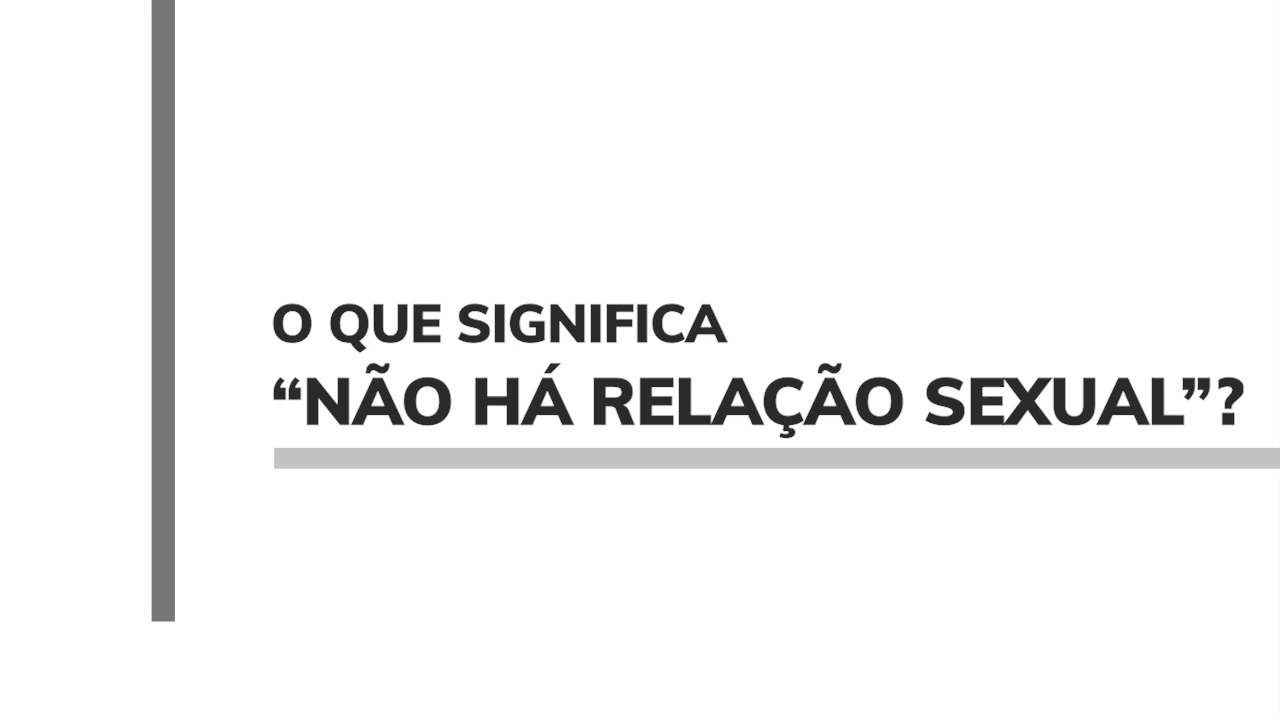 O QUE SIGNIFICA
“NÃO HÁ RELAÇÃO SEXUAL”?